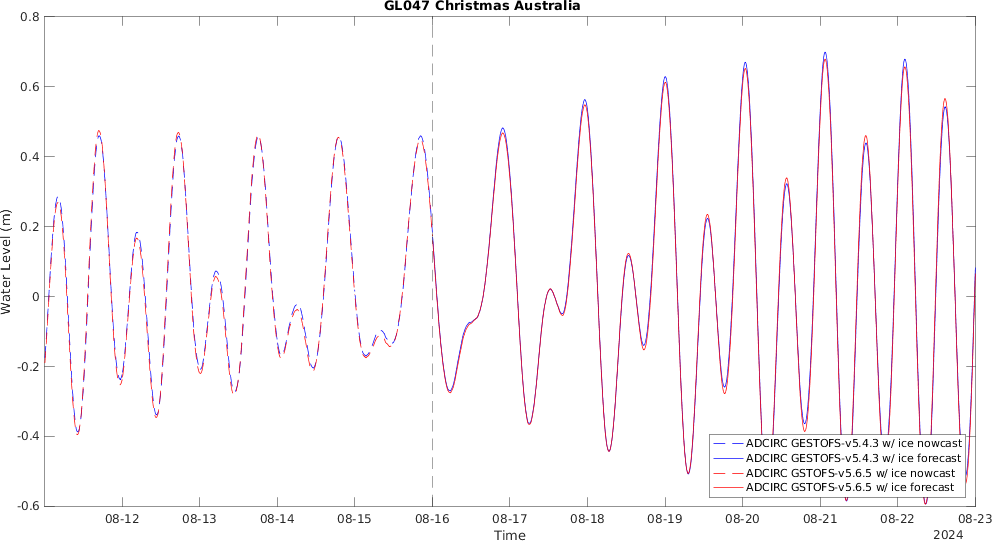 GL047 Christmas Australia
0.8
0.6
0.4
0.2
0
-0.2
-0.4
-0.6
Water Level (m)
ADCIRC GESTOFS-v5.4.3 w/ ice nowcast
ADCIRC GESTOFS-v5.4.3 w/ ice forecast
ADCIRC GSTOFS-v5.6.5 w/ ice nowcast
ADCIRC GSTOFS-v5.6.5 w/ ice forecast
08-12 08-13 08-14 08-15 08-16 08-17 08-18 08-19 08-20 08-21 08-22 08-23
Time
2024